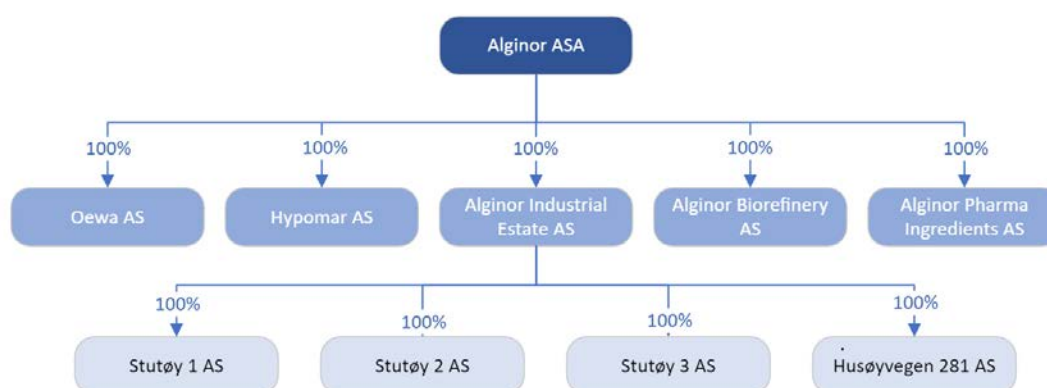 Alginor ASA
100% 100% 100% 100% 100%
Oewa AS
Hypomar AS
Alginor Industrial
Estate AS
Alginor Biorefinery
AS
Alginor Pharma
Ingredients AS
100% 100% 100% 100%
Stutøy 1 AS
Stutøy 2 AS
Stutøy 3 AS
Husøyvegen 281 AS